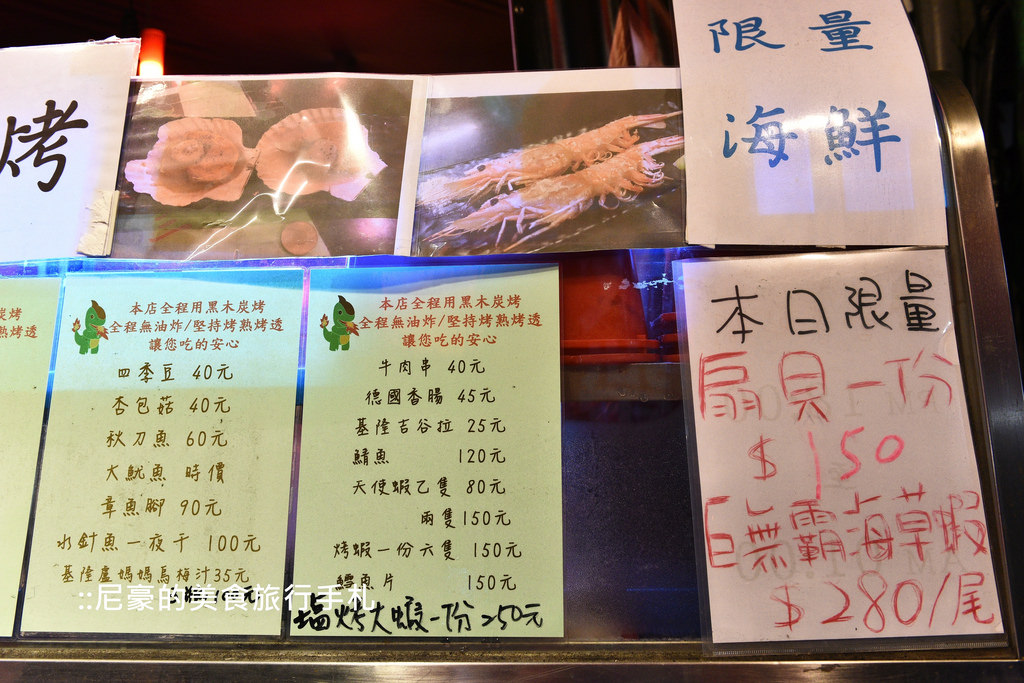 烤
限量
海鮮
烤
熟烤透
本店全程用黑木炭烤
全程無油炸/堅持烤熟烤透
讓您吃的安心
四季豆 40元
杏包菇 40元
秋刀魚 60元
大魷魚 時價
章魚腳 90元
水針魚一夜干 100元
基隆盧媽媽烏梅汁35元
本店全程用黑木炭烤
全程無油炸/堅持烤熟烤透
讓您吃的安心
牛肉串 40元
德國香腸 45元
基隆吉谷拉 25元
鯖魚 120元
天使蝦乙隻 80元
兩隻150元
烤蝦一份六隻 150元
鱈魚片 150元
塩烤大蝦一份250元
本日限量
扇貝一份
$150
巨無霸海草蝦
$280/尾
::尼豪的美食旅行手札